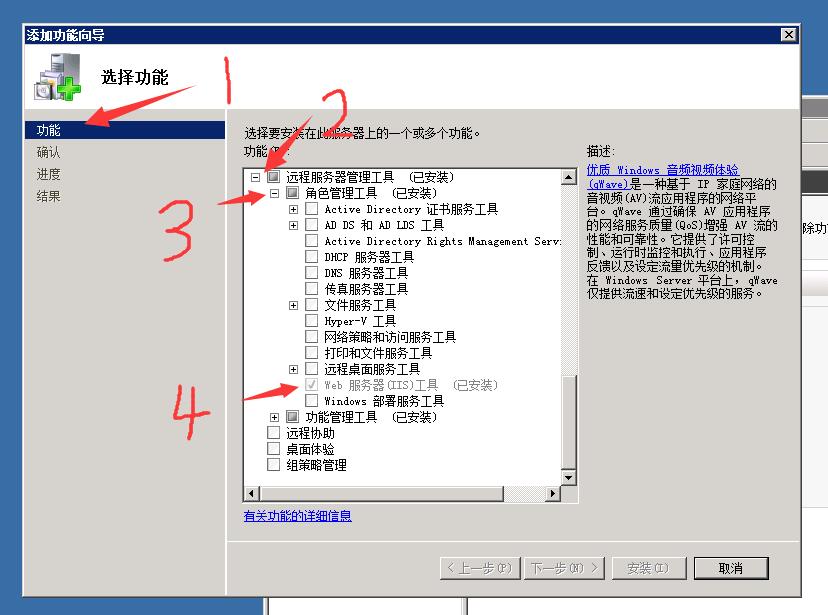 添加功能向导
选择功能
1
2
3
4
功能
确认
进度
结果
选择要安装在此服务器上的一个或多个功能。
功能
远程服务器管理工具 (已安装)
角色管理工具 (已安装)
Active Directory 证书服务工具
AD DS 和 AD LDS 工具
Active Directory Rights Management Serv
DHCP 服务器工具
DNS 服务器工具
传真服务器工具
文件服务工具
Hyper-V 工具
网络策略和访问服务工具
打印和文件服务工具
远程桌面服务工具
Web 服务器(IIS)工具 (已安装)
Windows 部署服务工具
功能管理工具 (已安装)
远程协助
桌面体验
组策略管理
有关功能的详细信息
描述:
优质 Windows 音频视频体验
(qWave)是一种基于 IP 家庭网络的
音视频(AV)流应用程序的网络平
台。qWave 通过确保 AV 应用程序
的网络服务质量(QoS)增强 AV 流的
性能和可靠性。它提供了许可控
制、运行时监控和执行、应用程序
反馈以及设定流量优先级的机制。
在 Windows Server 平台上，qWave
仅提供流速和设定优先级的服务。
除功
< 上一步(P)
下一步(N) >
安装(I)
取消